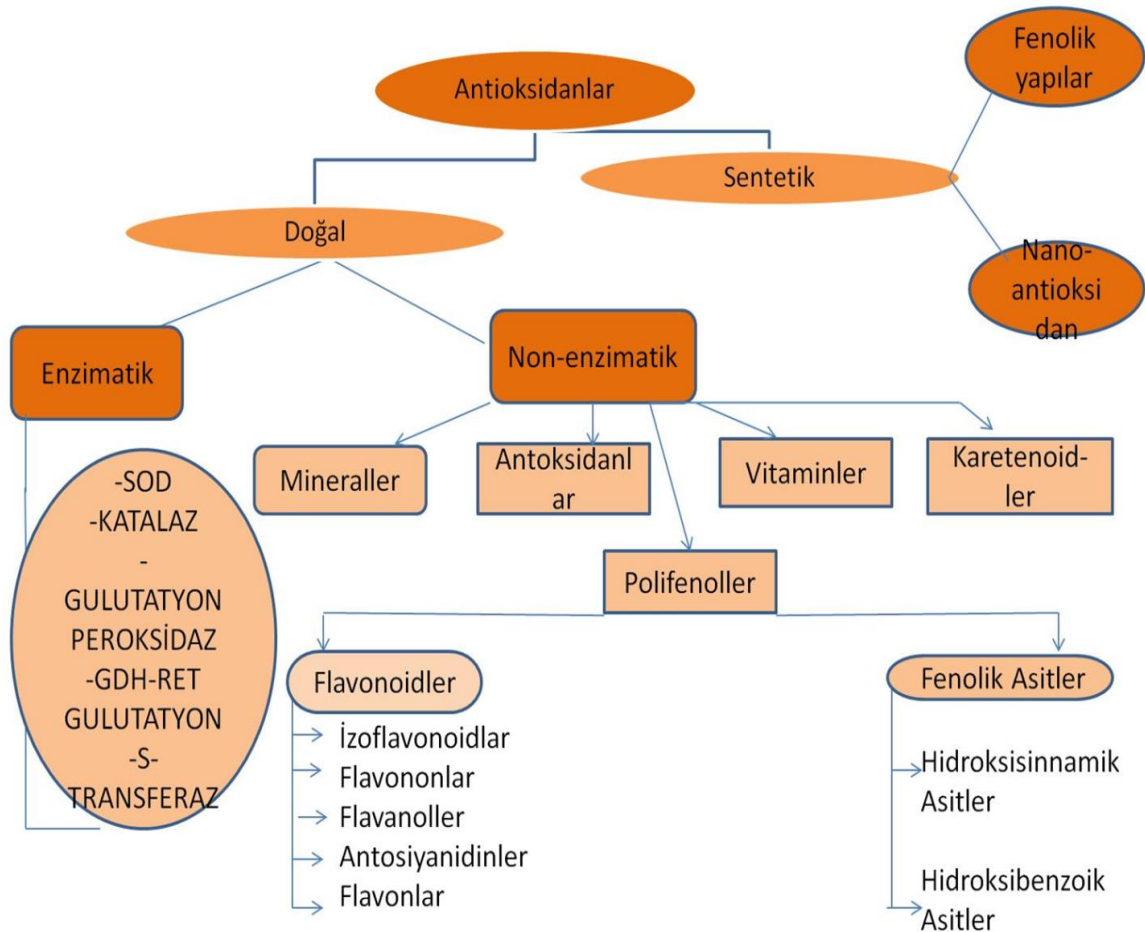 Fenolik
yapılar
Antioksidanlar
Sentetik
Doğal
Nano-
antioksi
dan
Enzimatik
Non-enzimatik
Mineraller
Antoksidanl
ar
Vitaminler
Karetenoid-
ler
-SOD
-KATALAZ
-
GULUTATYON
PEROKSİDAZ
-GDH-RET
GULUTATYON
-S-
TRANSFERAZ
Polifenoller
Flavonoidler
İzoflavonoidlar
Flavononlar
Flavanoller
Antosiyanidinler
Flavonlar
Fenolik Asitler
Hidroksisinnamik
Asitler
Hidroksibenzoik
Asitler